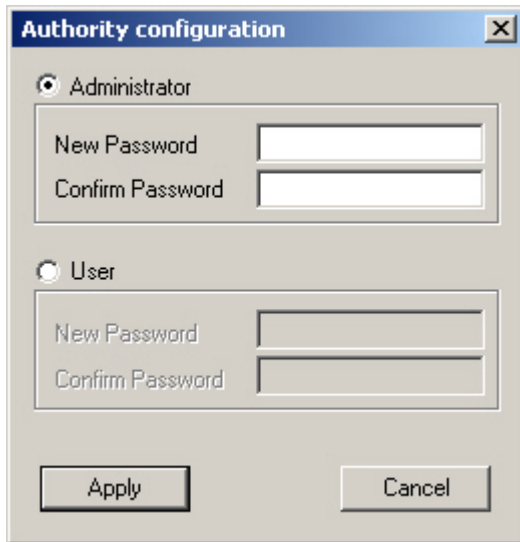 Authority configuration
Administrator
New Password
Confirm Password
User
New Password
Confirm Password
Apply Cancel